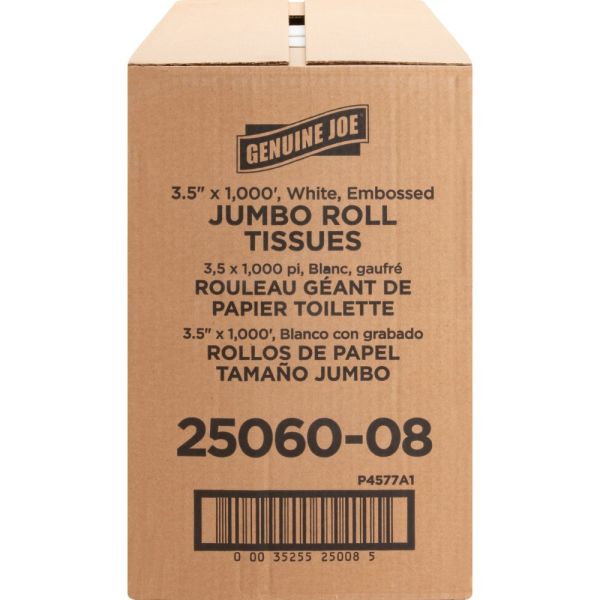 GENUINE JOE
3.5" x 1,000', White, Embossed
JUMBO ROLL
TISSUES
3,5 x 1,000 pi, Blanc, gaufré
ROULEAU GÉANT DE
PAPIER TOILETTE
3.5" x 1,000', Blanco con grabado
ROLLOS DE PAPEL
TAMAÑO JUMBO
25060-08
P4577A1
0 00 35255 25008 5